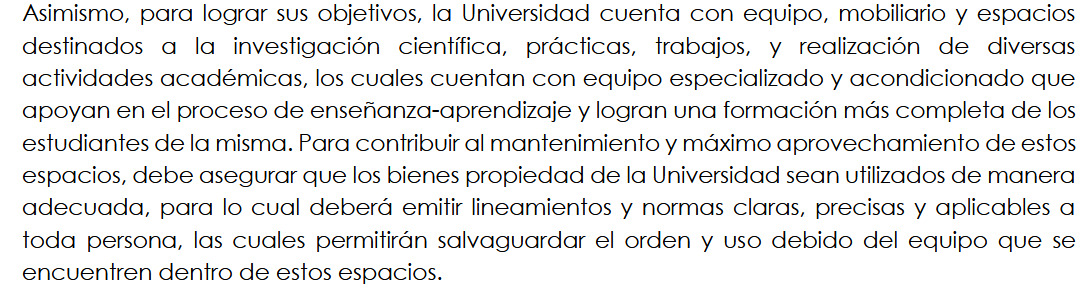 Asimismo, para lograr sus objetivos, la Universidad cuenta con equipo, mobiliario y espacios
destinados a la investigación científica, prácticas, trabajos, y realización de diversas
actividades académicas, los cuales cuentan con equipo especializado y acondicionado que
apoyan en el proceso de enseñanza-aprendizaje y logran una formación más completa de los
estudiantes de la misma. Para contribuir al mantenimiento y máximo aprovechamiento de estos
espacios, debe asegurar que los bienes propiedad de la Universidad sean utilizados de manera
adecuada, para lo cual deberá emitir lineamientos y normas claras, precisas y aplicables a
toda persona, las cuales permitirán salvaguardar el orden y uso debido del equipo que se
encuentren dentro de estos espacios.